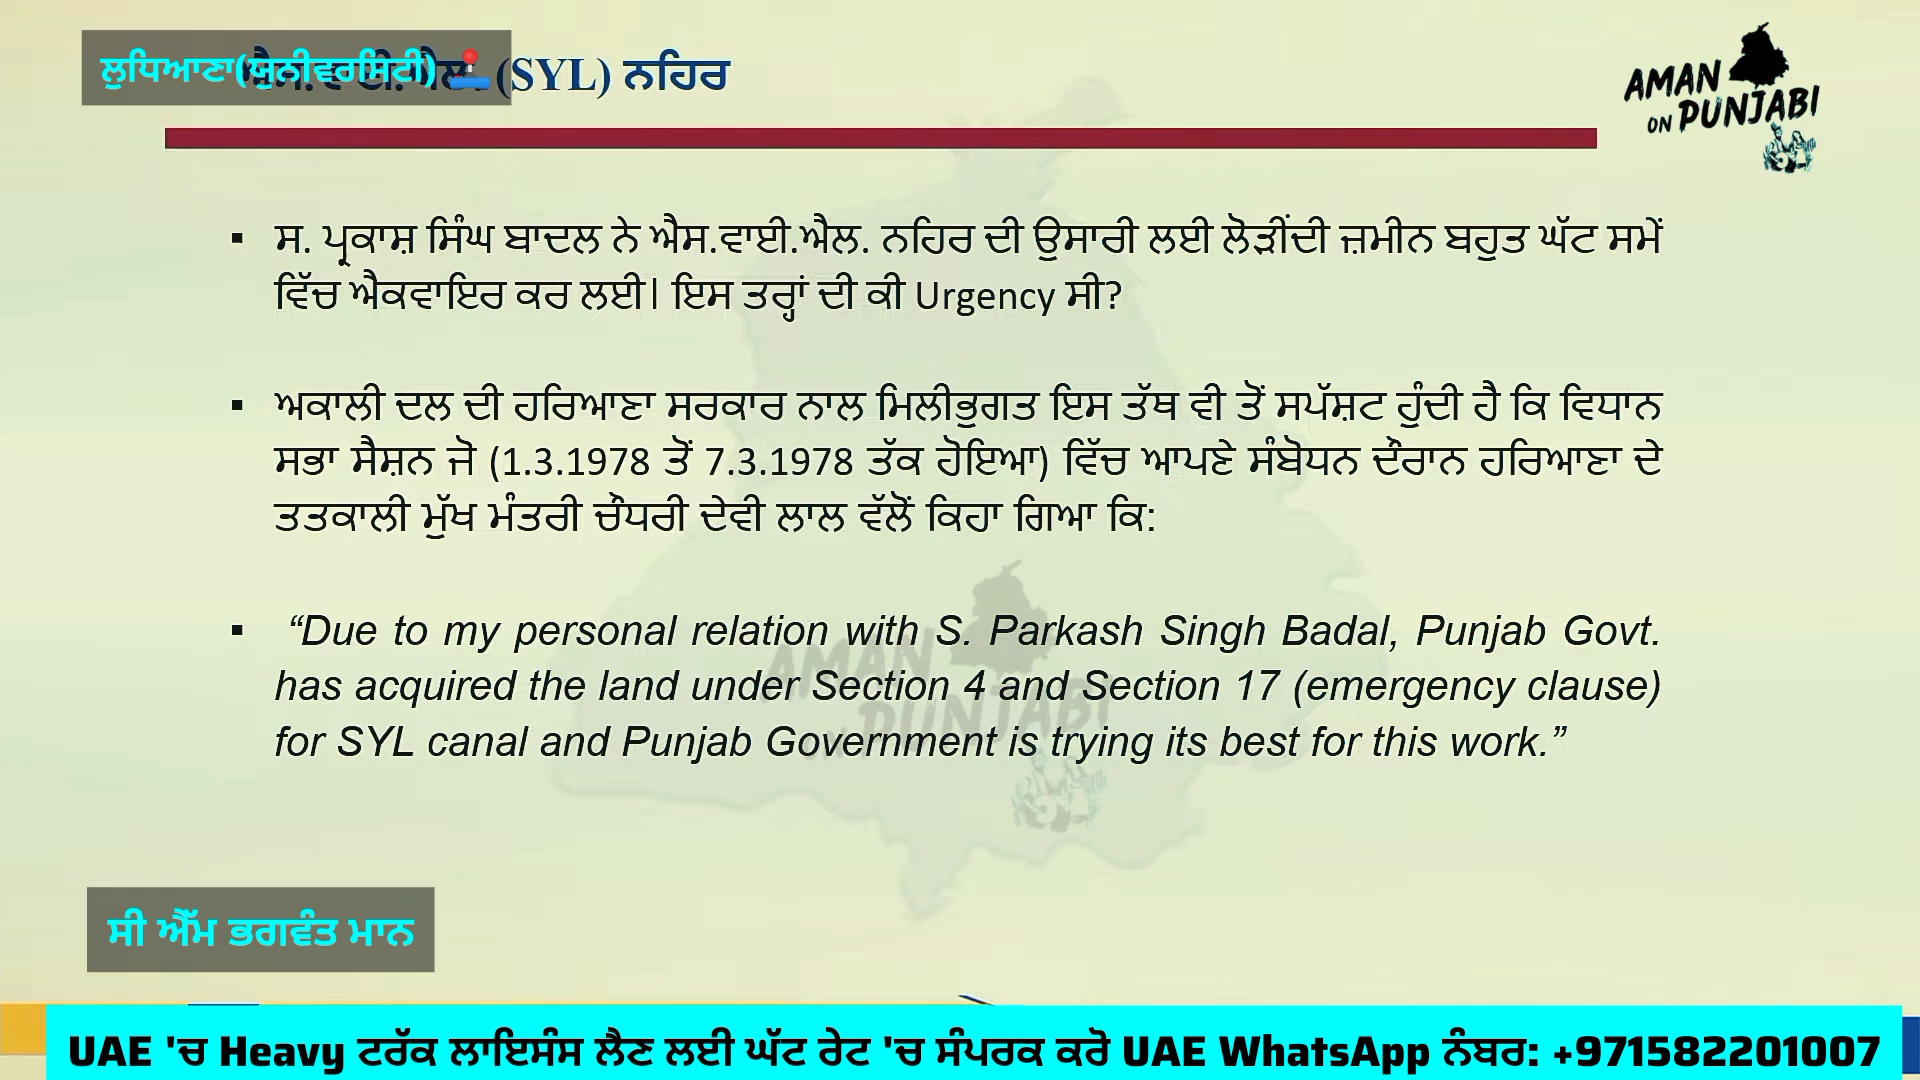 ਲੁਧਿਆਣਾ(ਯੂਨੀਵਰਸਿਟੀ)
(SYL) ਨਹਿਰ
AMAN
ON PUNJABI
▪ ਸ. ਪ੍ਰਕਾਸ਼ ਸਿੰਘ ਬਾਦਲ ਨੇ ਐਸ.ਵਾਈ.ਐਲ. ਨਹਿਰ ਦੀ ਉਸਾਰੀ ਲਈ ਲੋੜੀਂਦੀ ਜ਼ਮੀਨ ਬਹੁਤ ਘੱਟ ਸਮੇਂ
ਵਿੱਚ ਐਕਵਾਇਰ ਕਰ ਲਈ। ਇਸ ਤਰ੍ਹਾਂ ਦੀ ਕੀ Urgency ਸੀ?
▪ ਅਕਾਲੀ ਦਲ ਦੀ ਹਰਿਆਣਾ ਸਰਕਾਰ ਨਾਲ ਮਿਲੀਭੁਗਤ ਇਸ ਤੱਥ ਵੀ ਤੋਂ ਸਪੱਸ਼ਟ ਹੁੰਦੀ ਹੈ ਕਿ ਵਿਧਾਨ
ਸਭਾ ਸੈਸ਼ਨ ਜੋ (1.3.1978 ਤੋਂ 7.3.1978 ਤੱਕ ਹੋਇਆ) ਵਿੱਚ ਆਪਣੇ ਸੰਬੋਧਨ ਦੌਰਾਨ ਹਰਿਆਣਾ ਦੇ
ਤਤਕਾਲੀ ਮੁੱਖ ਮੰਤਰੀ ਚੌਧਰੀ ਦੇਵੀ ਲਾਲ ਵੱਲੋਂ ਕਿਹਾ ਗਿਆ ਕਿ:
▪ “Due to my personal relation with S. Parkash Singh Badal, Punjab Govt.
has acquired the land under Section 4 and Section 17 (emergency clause)
for SYL canal and Punjab Government is trying its best for this work.”
AMAN
ON PUNJABI
ਸੀ ਐੱਮ ਭਗਵੰਤ ਮਾਨ
UAE 'ਚ Heavy ਟਰੱਕ ਲਾਇਸੰਸ ਲੈਣ ਲਈ ਘੱਟ ਰੇਟ 'ਚ ਸੰਪਰਕ ਕਰੋ UAE WhatsApp ਨੰਬਰ: +971582201007